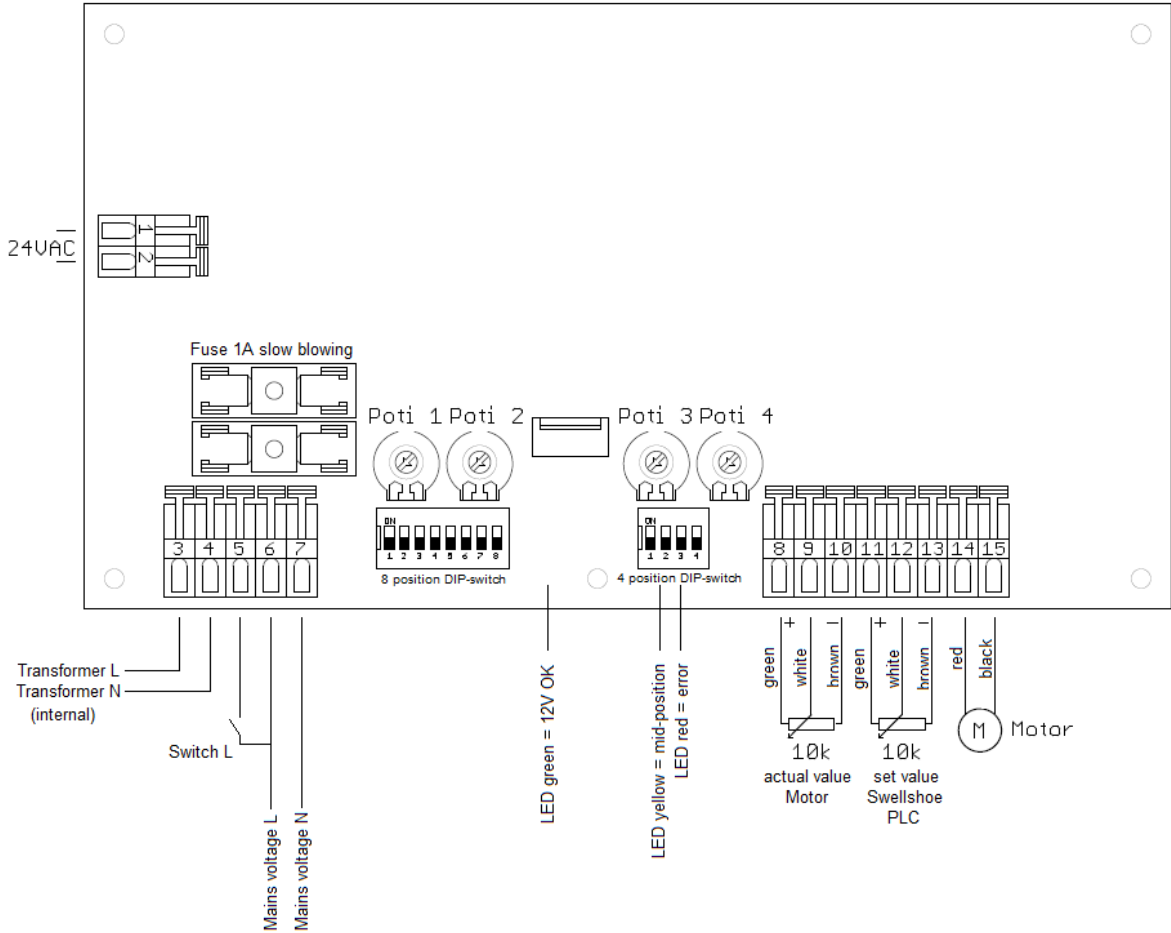 24VAC
1
2
Fuse 1A slow blowing
Poti 1 Poti 2
Poti 3 Poti 4
ON
1 2 3 4 5 6 7 8
8 position DIP-switch
ON
1 2 3 4
4 position DIP-switch
3 4 5 6 7
8 9 10 11 12 13 14 15
Transformer L
Transformer N
(internal)
Switch L
Mains voltage L
Mains voltage N
LED green = 12V OK
LED yellow = mid-position
LED red = error
+ − + −
green
white
brown
green
white
brown
red
black
10k
actual value
Motor
10k
set value
Swellshoe
PLC
M
Motor